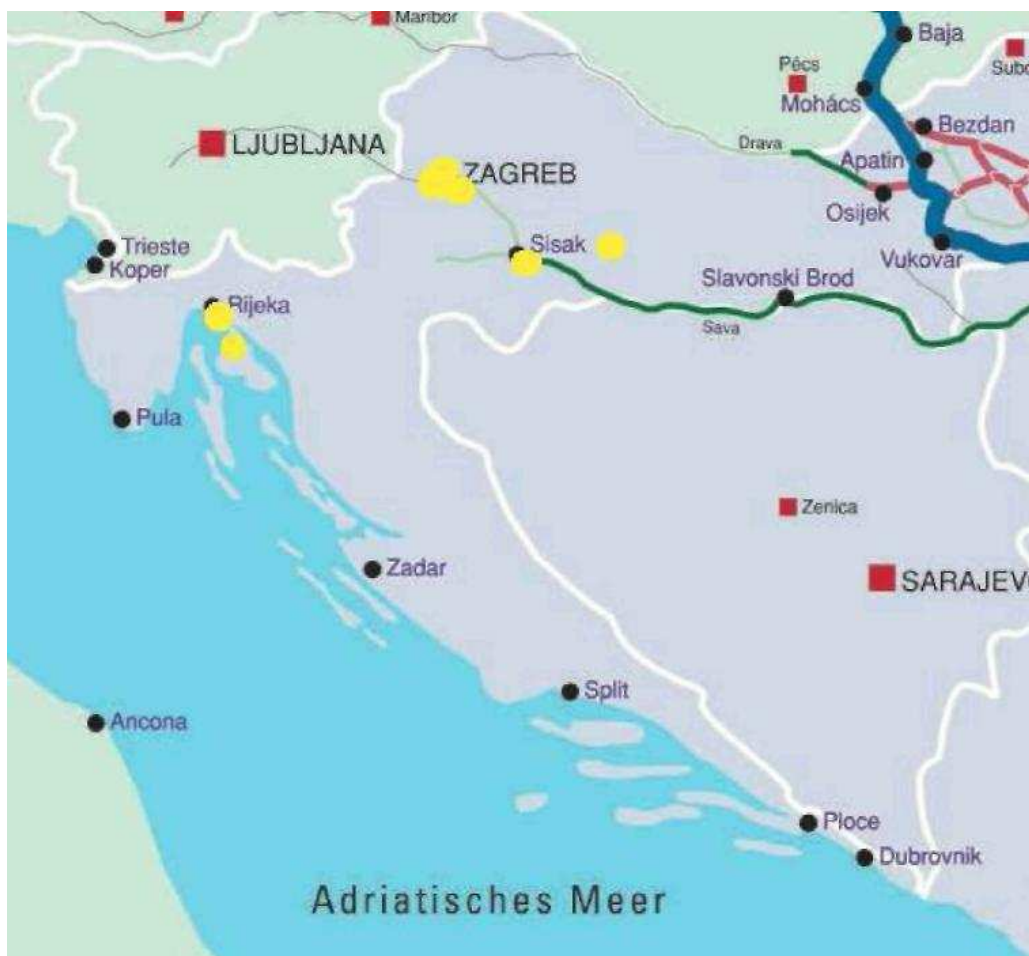 Maribor
Baja
Pécs
Subo
Mohács
LJUBLJANA
Bezdan
Drava
ZAGREB
Apatin
Osijek
Trieste
Sisak
Koper
Vukovar
Slavonski Brod
Rijeka
Sava
Pula
Zenica
Zadar
SARAJEVO
Split
Ancona
Ploce
Dubrovnik
Adriatisches Meer